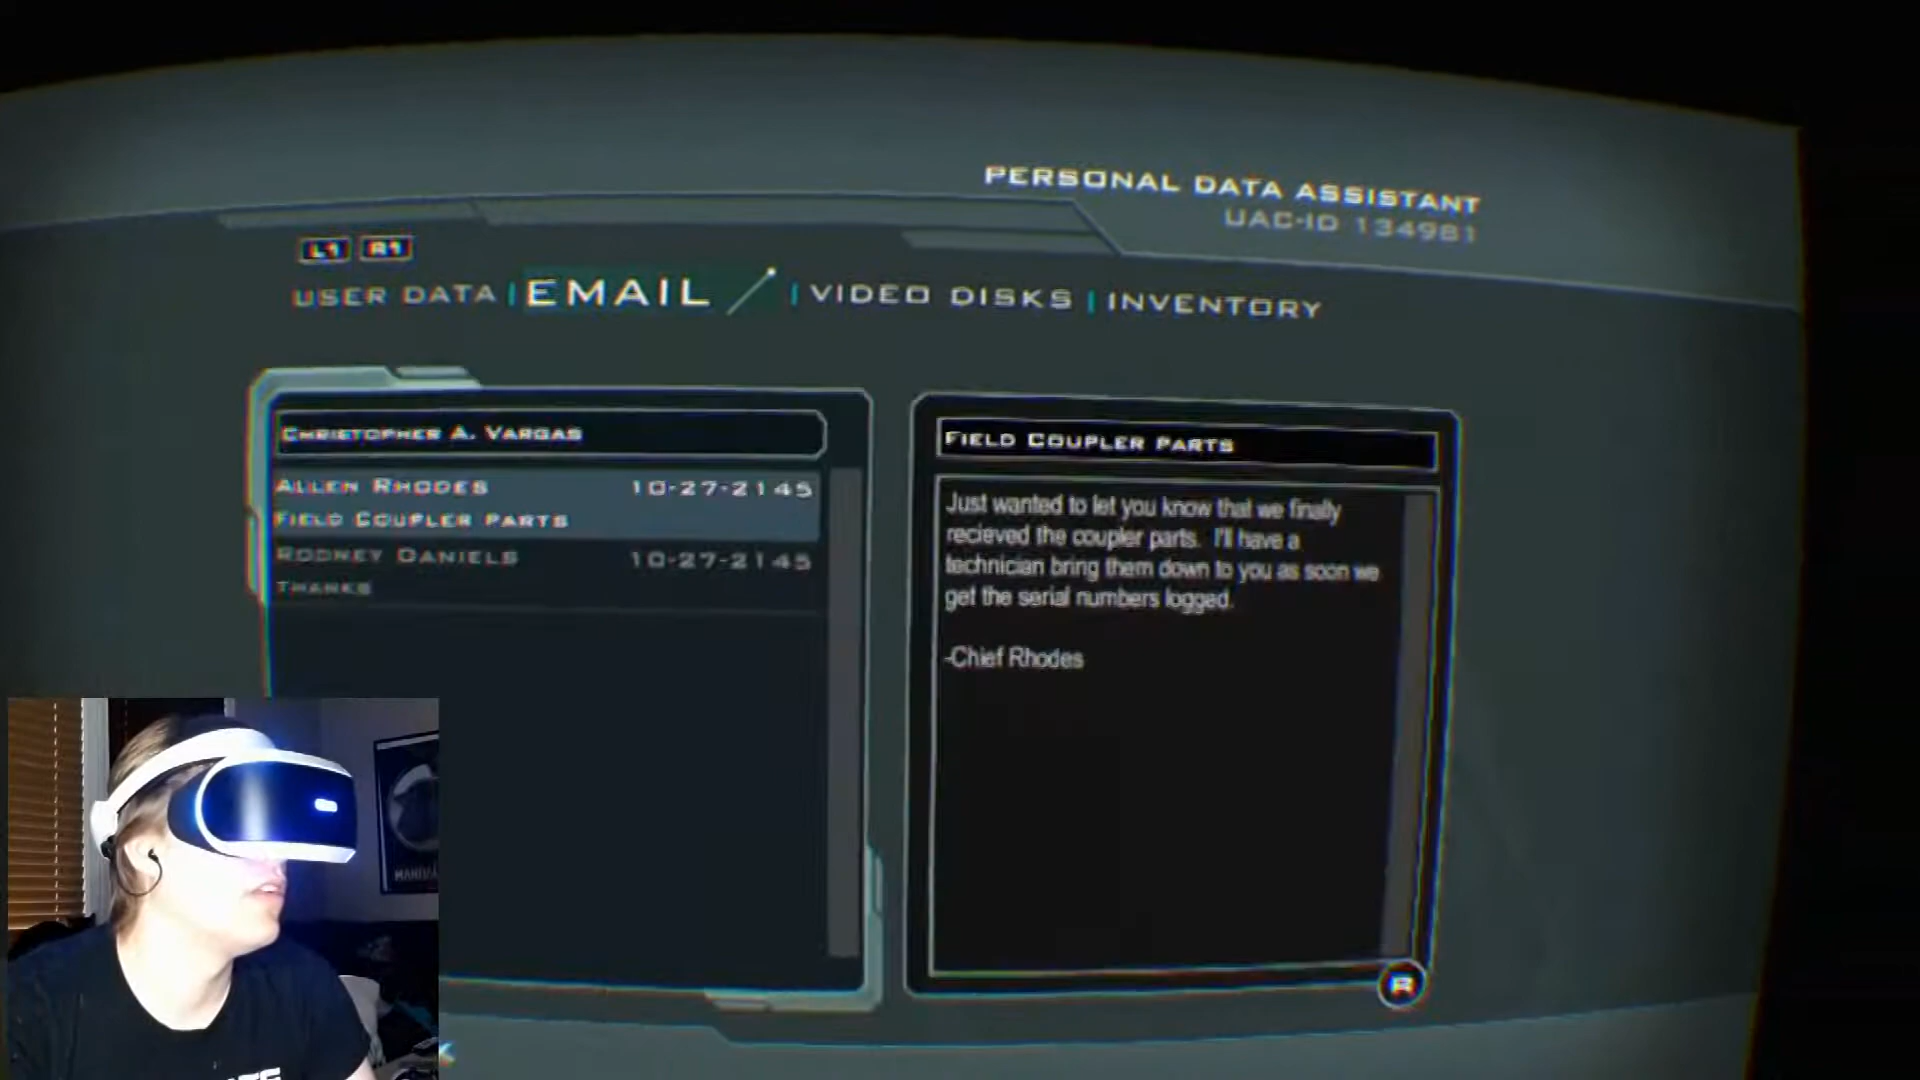 PERSONAL DATA ASSISTANT
UAC-ID 134981
L1 R1
USER DATA | EMAIL | VIDEO DISKS | INVENTORY
CHRISTOPHER A. VARGAS
ALLEN RHODES 10-27-2145
FIELD COUPLER PARTS
RODNEY DANIELS 10-27-2145
THANKS
FIELD COUPLER PARTS
Just wanted to let you know that we finally
recieved the coupler parts. I'll have a
technician bring them down to you as soon we
get the serial numbers logged.
-Chief Rhodes
R